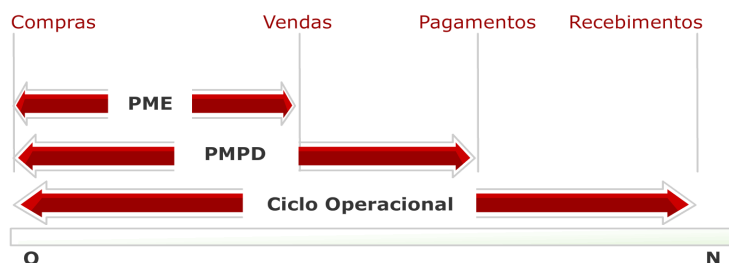 Compras Vendas Pagamentos Recebimentos
PME
PMPD
Ciclo Operacional
O N